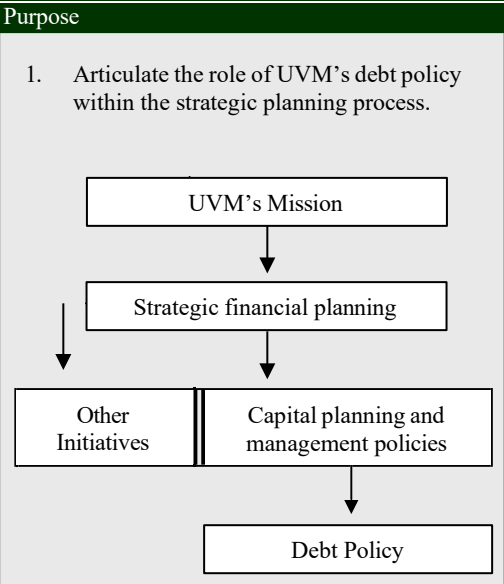 Purpose
1. Articulate the role of UVM’s debt policy
within the strategic planning process.
UVM’s Mission
Strategic financial planning
Other
Initiatives
Capital planning and
management policies
Debt Policy